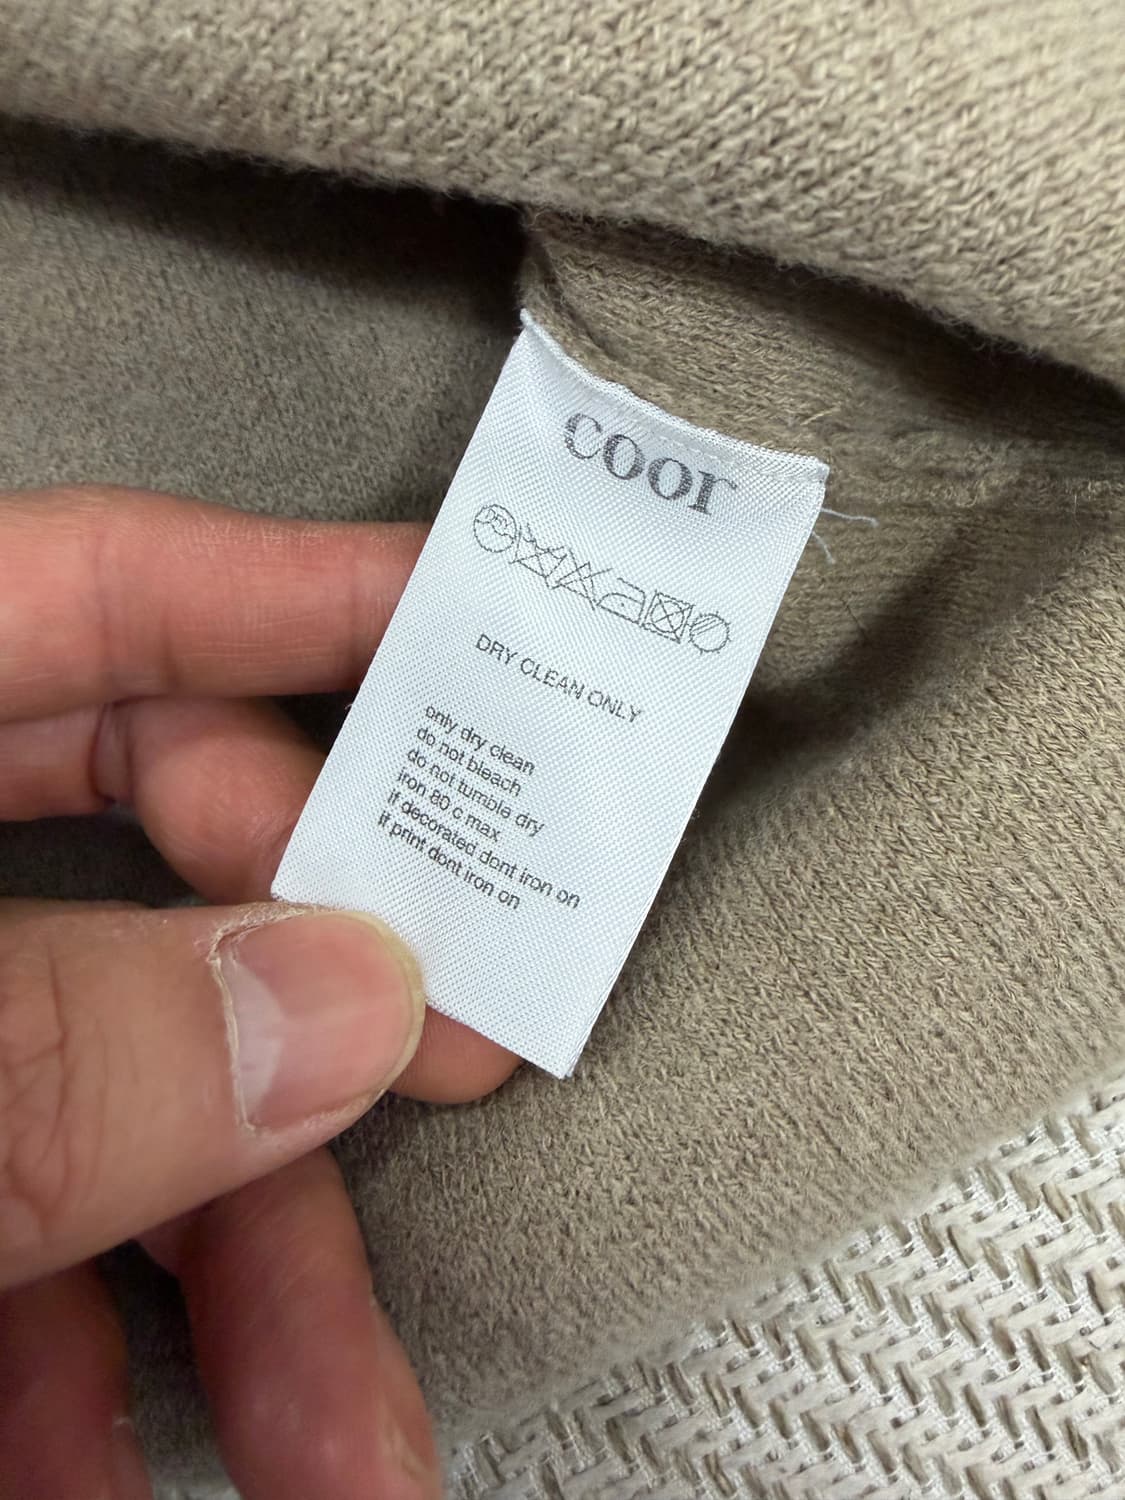 coor
DRY CLEAN ONLY
only dry clean
do not bleach
do not tumble dry
iron 80 c max
if decorated dont iron on
if print dont iron on